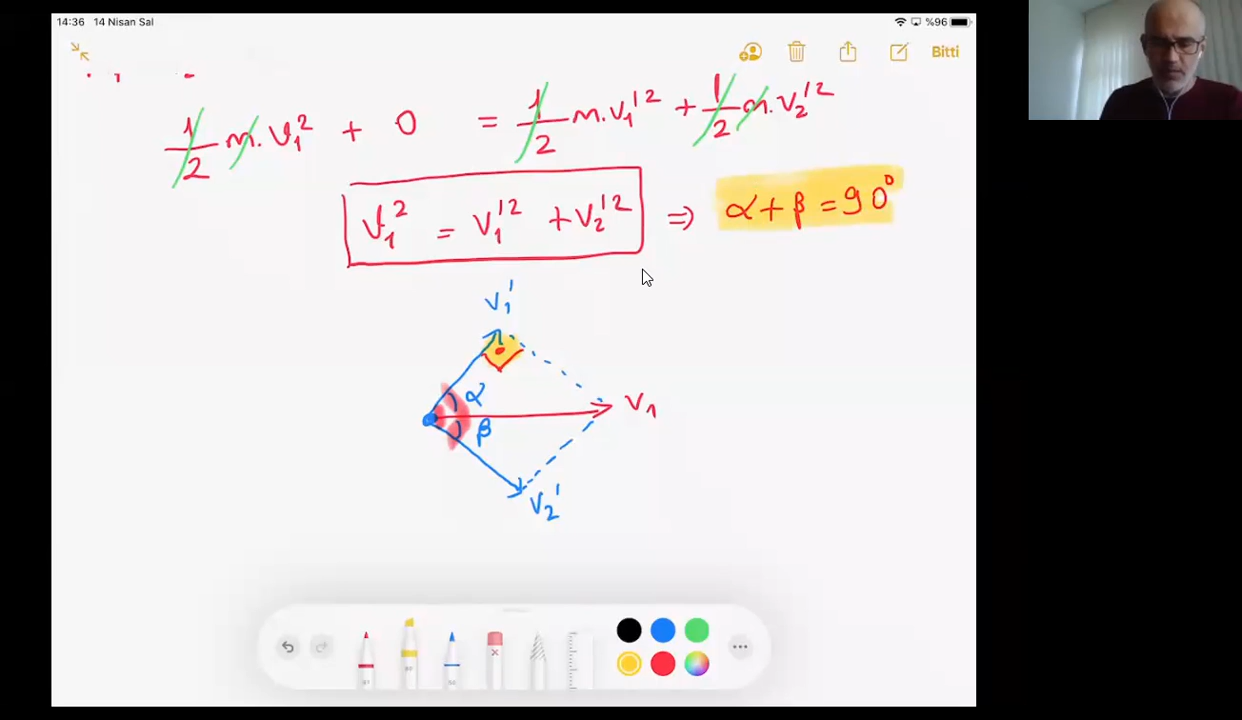 14:36 14 Nisan Sal %96
Bitti
1/2 m.v₁² + 0 = 1/2 m.v₁'² + 1/2 m.v₂'²
v₁² = v₁'² + v₂'² ⇒ α+β=90°
v₁'
α
v₁
β
v₂'